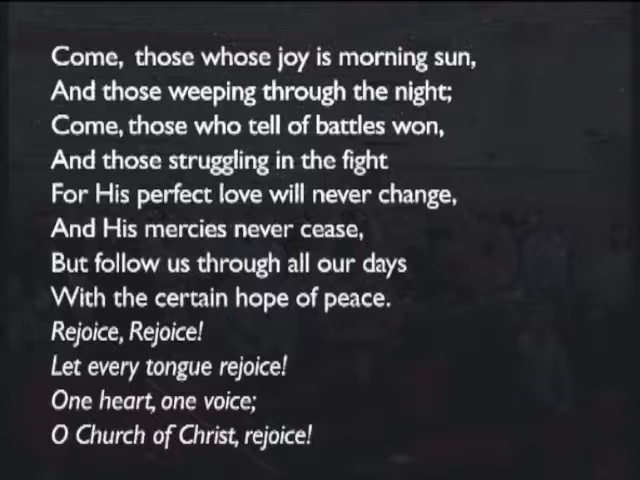 Come, those whose joy is morning sun,
And those weeping through the night;
Come, those who tell of battles won,
And those struggling in the fight
For His perfect love will never change,
And His mercies never cease,
But follow us through all our days
With the certain hope of peace.
Rejoice, Rejoice!
Let every tongue rejoice!
One heart, one voice;
O Church of Christ, rejoice!